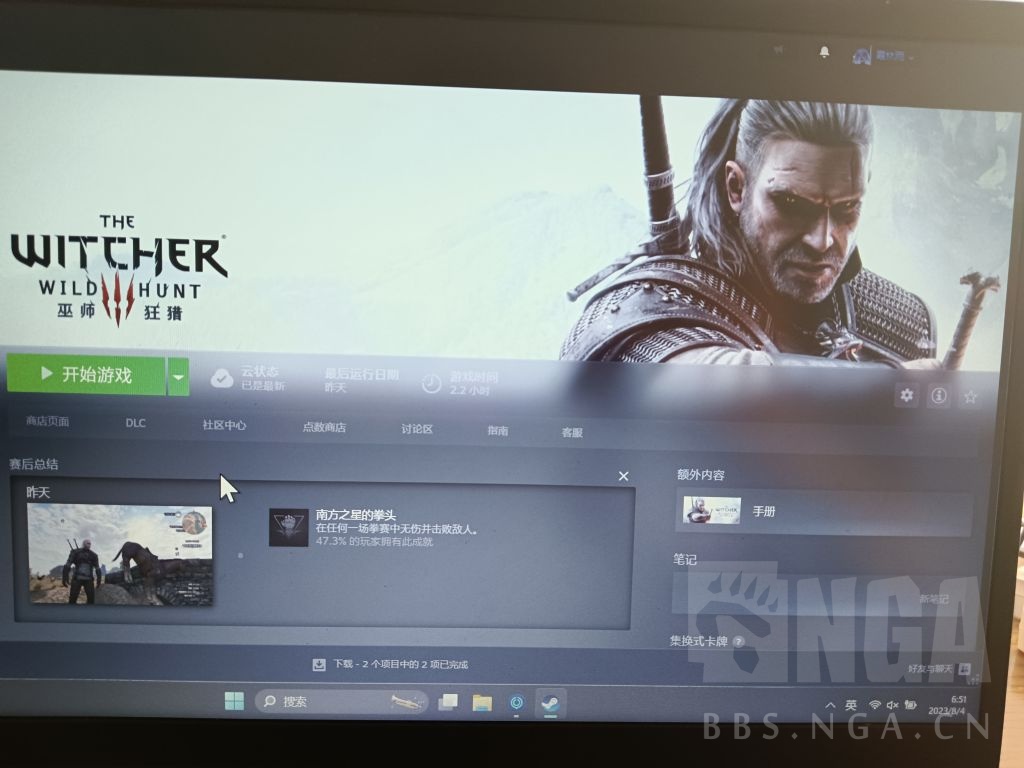 THE
WITCHER
WILD HUNT
巫师 狂猎
开始游戏
云状态
已是最新
最后运行日期
昨天
游戏时间
2.2 小时
商店页面
DLC
社区中心
点数商店
讨论区
指南
客服
赛后总结
昨天
南方之星的拳头
在任何一场拳赛中无伤并击败敌人。
47.3% 的玩家拥有此成就
额外内容
手册
笔记
新笔记
集换式卡牌
下载 - 2 个项目中的 2 项已完成
好友与聊天
搜索
英
6:51
2023/8/4
NGA
BBS.NGA.CN